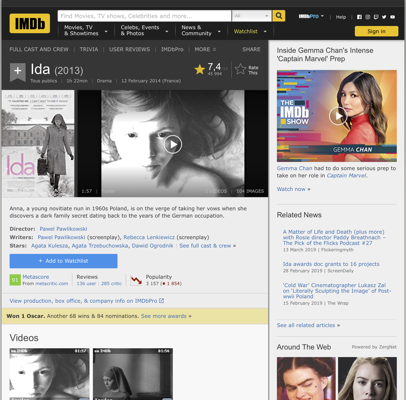 IMDb
Find Movies, TV shows, Celebrities and more...
All
IMDbPro
Help
Movies, TV
& Showtimes
Celebs, Events
& Photos
News &
Community
Watchlist
Sign in
FULL CAST AND CREW | TRIVIA | USER REVIEWS | IMDbPro | MORE
SHARE
Ida (2013)
7,4
Rate
This
Tous publics | 1h 22min | Drama | 12 February 2014 (France)
Ida
1:57
VIDEOS
104 IMAGES
Anna, a young novitiate nun in 1960s Poland, is on the verge of taking her vows when she
discovers a dark family secret dating back to the years of the German occupation.
Director: Pawel Pawlikowski
Writers: Pawel Pawlikowski (screenplay), Rebecca Lenkiewicz (screenplay)
Stars: Agata Kulesza, Agata Trzebuchowska, Dawid Ogrodnik | See full cast & crew »
+ Add to Watchlist
91
Metascore
From metacritic.com
Reviews
136 user | 285 critic
Popularity
3 157
View production, box office, & company info on IMDbPro
Won 1 Oscar. Another 68 wins & 84 nominations. See more awards »
Videos
Inside Gemma Chan's Intense
'Captain Marvel' Prep
THE
IMDb
SHOW
GEMMA CHAN
Gemma Chan had to do some serious prep
to take on her role in Captain Marvel.
Watch now »
Related News
A Matter of Life and Death (plus more)
with Rosie director Paddy Breathnach –
The Pick of the Flicks Podcast #27
13 March 2019 | Flickeringmyth
Ida awards doc grants to 16 projects
28 February 2019 | ScreenDaily
'Cold War' Cinematographer Lukasz Zal
on 'Literally Sculpting the Image' of Post-
wwII Poland
15 February 2019 | The Wrap
See all related articles »
Around The Web
Powered by ZergNet